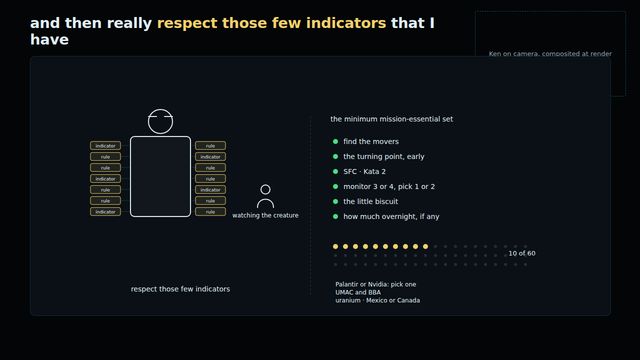 and then really respect those few indicators that I
have
Ken on camera, composited at render
indicator
rule
rule
indicator
rule
rule
indicator
rule
indicator
rule
rule
indicator
rule
rule
watching the creature
respect those few indicators
the minimum mission-essential set
find the movers
the turning point, early
SFC · Kata 2
monitor 3 or 4, pick 1 or 2
the little biscuit
how much overnight, if any
10 of 60
Palantir or Nvidia: pick one
UMAC and BBA
uranium · Mexico or Canada